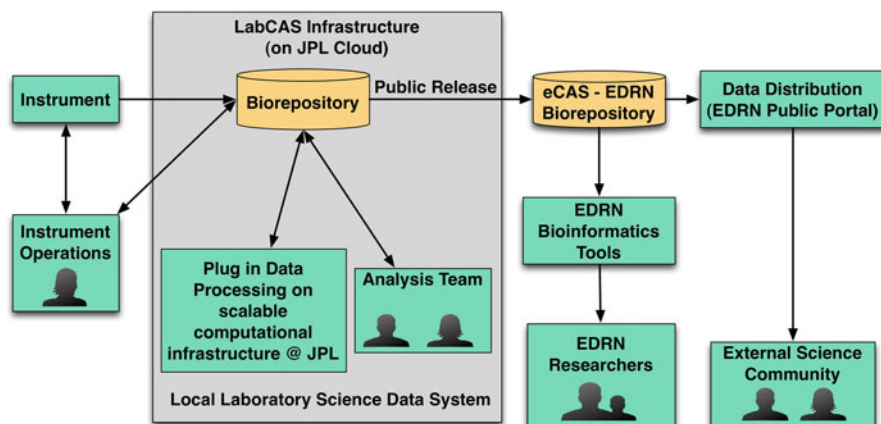 LabCAS Infrastructure
(on JPL Cloud)
Instrument
Biorepository
Public Release
eCAS - EDRN
Biorepository
Data Distribution
(EDRN Public Portal)
Instrument
Operations
Plug in Data
Processing on
scalable
computational
infrastructure @ JPL
Analysis Team
EDRN
Bioinformatics
Tools
EDRN
Researchers
External Science
Community
Local Laboratory Science Data System